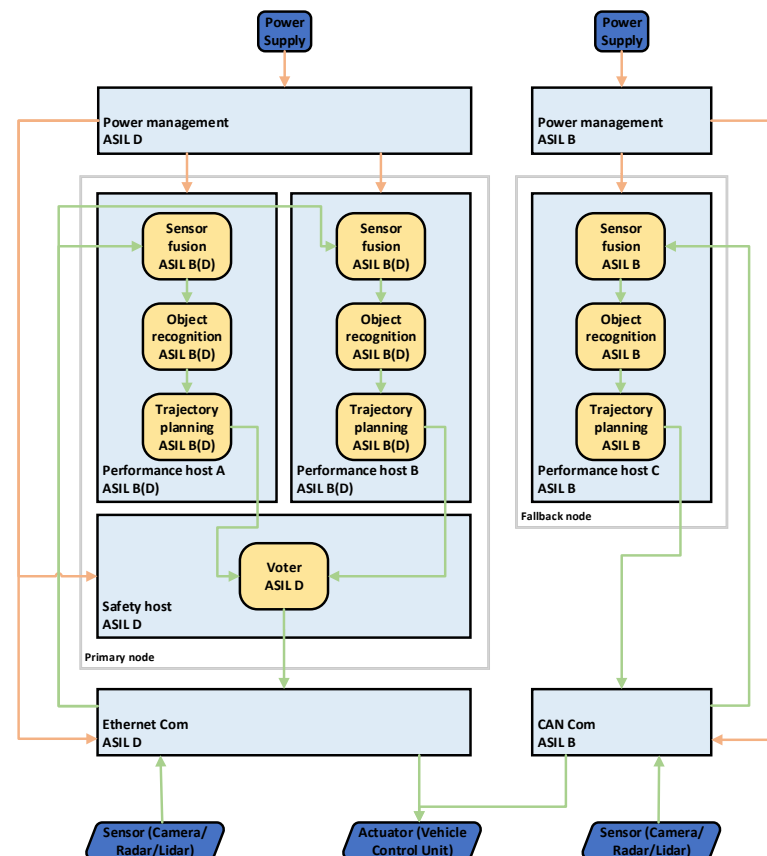 Power
Supply
Power
Supply
Power management
ASIL D
Power management
ASIL B
Sensor
fusion
ASIL B(D)
Object
recognition
ASIL B(D)
Trajectory
planning
ASIL B(D)
Performance host A
ASIL B(D)
Sensor
fusion
ASIL B(D)
Object
recognition
ASIL B(D)
Trajectory
planning
ASIL B(D)
Performance host B
ASIL B(D)
Sensor
fusion
ASIL B
Object
recognition
ASIL B
Trajectory
planning
ASIL B
Performance host C
ASIL B
Fallback node
Voter
ASIL D
Safety host
ASIL D
Primary node
Ethernet Com
ASIL D
CAN Com
ASIL B
Sensor (Camera/
Radar/Lidar)
Actuator (Vehicle
Control Unit)
Sensor (Camera/
Radar/Lidar)